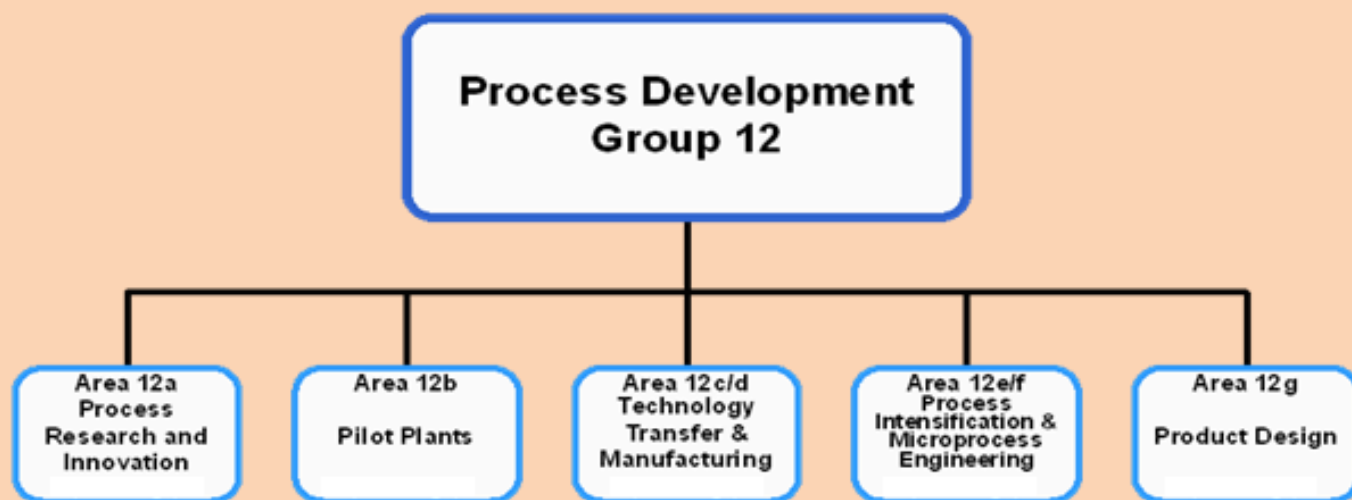 Process Development
Group 12
Area 12a
Process
Research and
Innovation
Area 12b
Pilot Plants
Area 12c/d
Technology
Transfer &
Manufacturing
Area 12e/f
Process
Intensification &
Microprocess
Engineering
Area 12g
Product Design